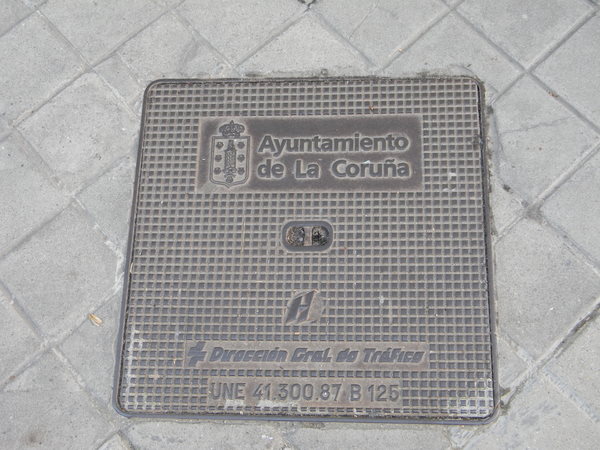 Ayuntamiento
de La Coruña
H
Dirección Gral. de Tráfico
UNE 41.300.87 B 125